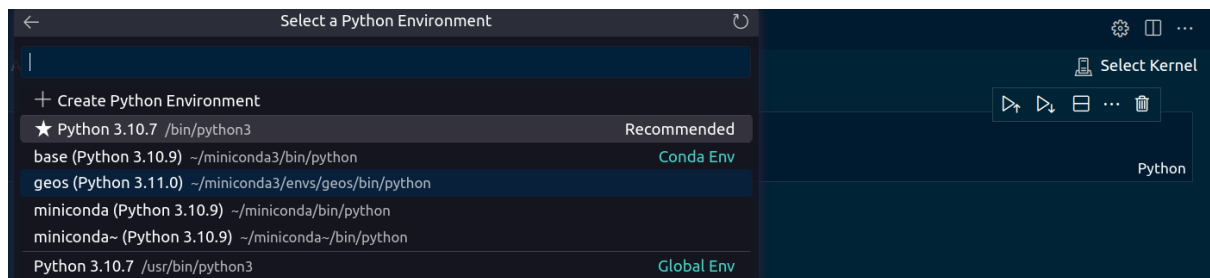 Select a Python Environment
Select Kernel
+ Create Python Environment
★ Python 3.10.7 /bin/python3 Recommended
base (Python 3.10.9) ~/miniconda3/bin/python Conda Env
geos (Python 3.11.0) ~/miniconda3/envs/geos/bin/python
miniconda (Python 3.10.9) ~/miniconda/bin/python
miniconda~ (Python 3.10.9) ~/miniconda~/bin/python
Python 3.10.7 /usr/bin/python3 Global Env
Python